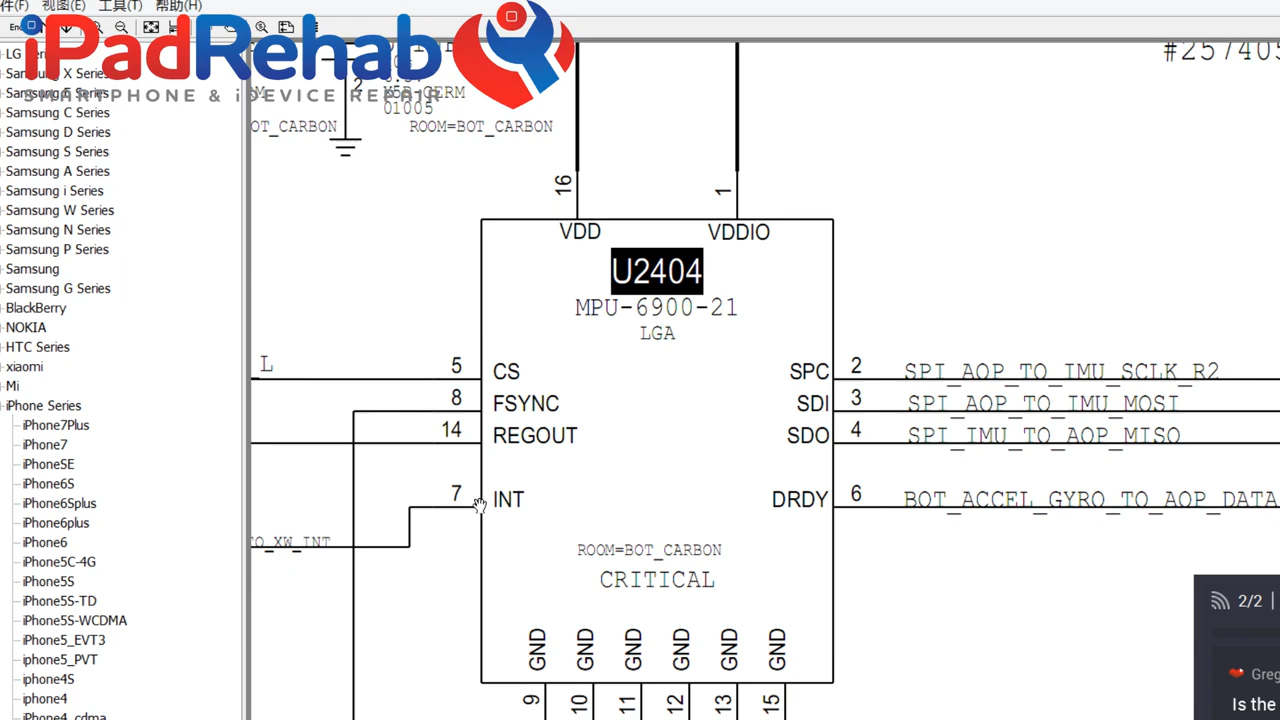 视图(E) 工具(T) 帮助(H)
iPadRehab
SMARTPHONE & iDEVICE REPAIR
LG
Samsung X Series
Samsung E Series
Samsung C Series
Samsung D Series
Samsung S Series
Samsung A Series
Samsung i Series
Samsung W Series
Samsung N Series
Samsung P Series
Samsung
Samsung G Series
BlackBerry
NOKIA
HTC Series
xiaomi
Mi
iPhone Series
iPhone7Plus
iPhone7
iPhoneSE
iPhone6S
iPhone6Splus
iPhone6plus
iPhone6
iPhone5C-4G
iPhone5S
iPhone5S-TD
iPhone5S-WCDMA
iPhone5_EVT3
iphone5_PVT
iphone4S
iphone4
iphone4_cdma
2
01005
OT_CARBON
ROOM=BOT_CARBON
#257405
16
1
VDD
VDDIO
U2404
MPU-6900-21
LGA
_L
5
CS
8
FSYNC
14
REGOUT
7
INT
TO_XW_INT
SPC
2
SPI_AOP_TO_IMU_SCLK_R2
SDI
3
SPI_AOP_TO_IMU_MOSI
SDO
4
SPI_IMU_TO_AOP_MISO
DRDY
6
BOT_ACCEL_GYRO_TO_AOP_DATA
ROOM=BOT_CARBON
CRITICAL
GND
GND
GND
GND
GND
GND
9
10
11
12
13
15
2/2
Greg
Is the